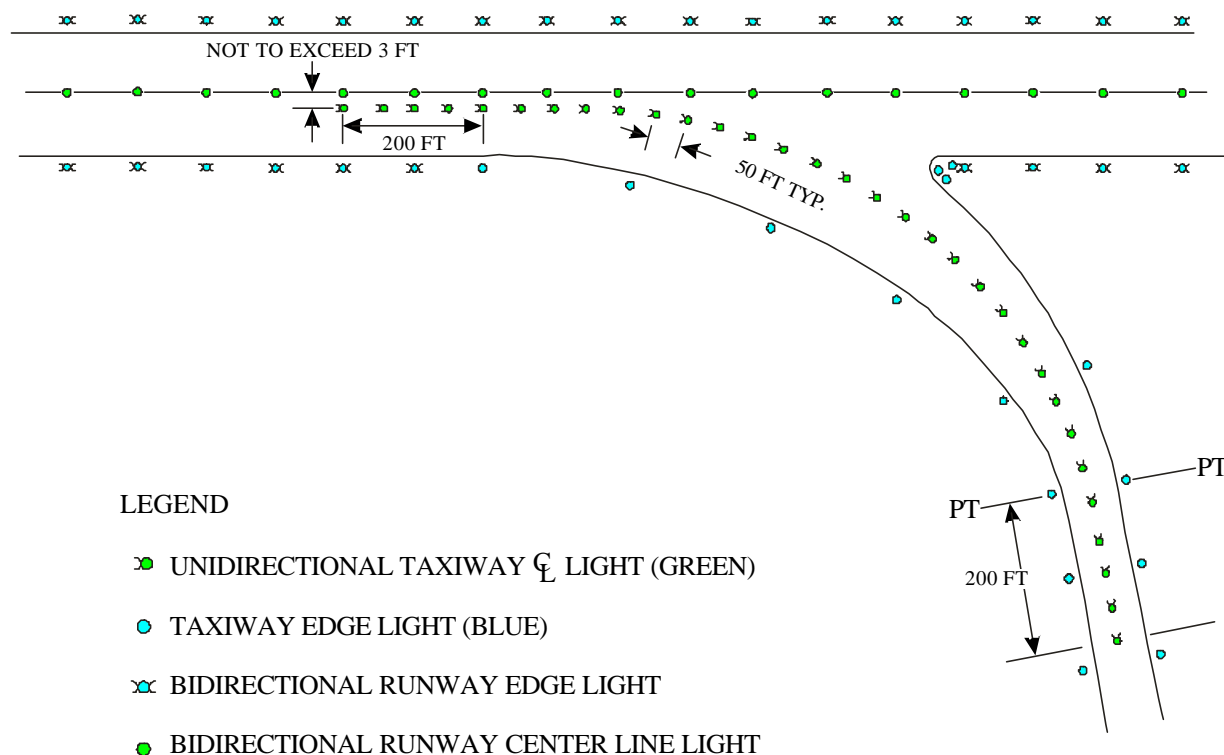 NOT TO EXCEED 3 FT
200 FT
50 FT TYP.
PT
PT
200 FT
LEGEND
UNIDIRECTIONAL TAXIWAY ℄ LIGHT (GREEN)
TAXIWAY EDGE LIGHT (BLUE)
BIDIRECTIONAL RUNWAY EDGE LIGHT
BIDIRECTIONAL RUNWAY CENTER LINE LIGHT